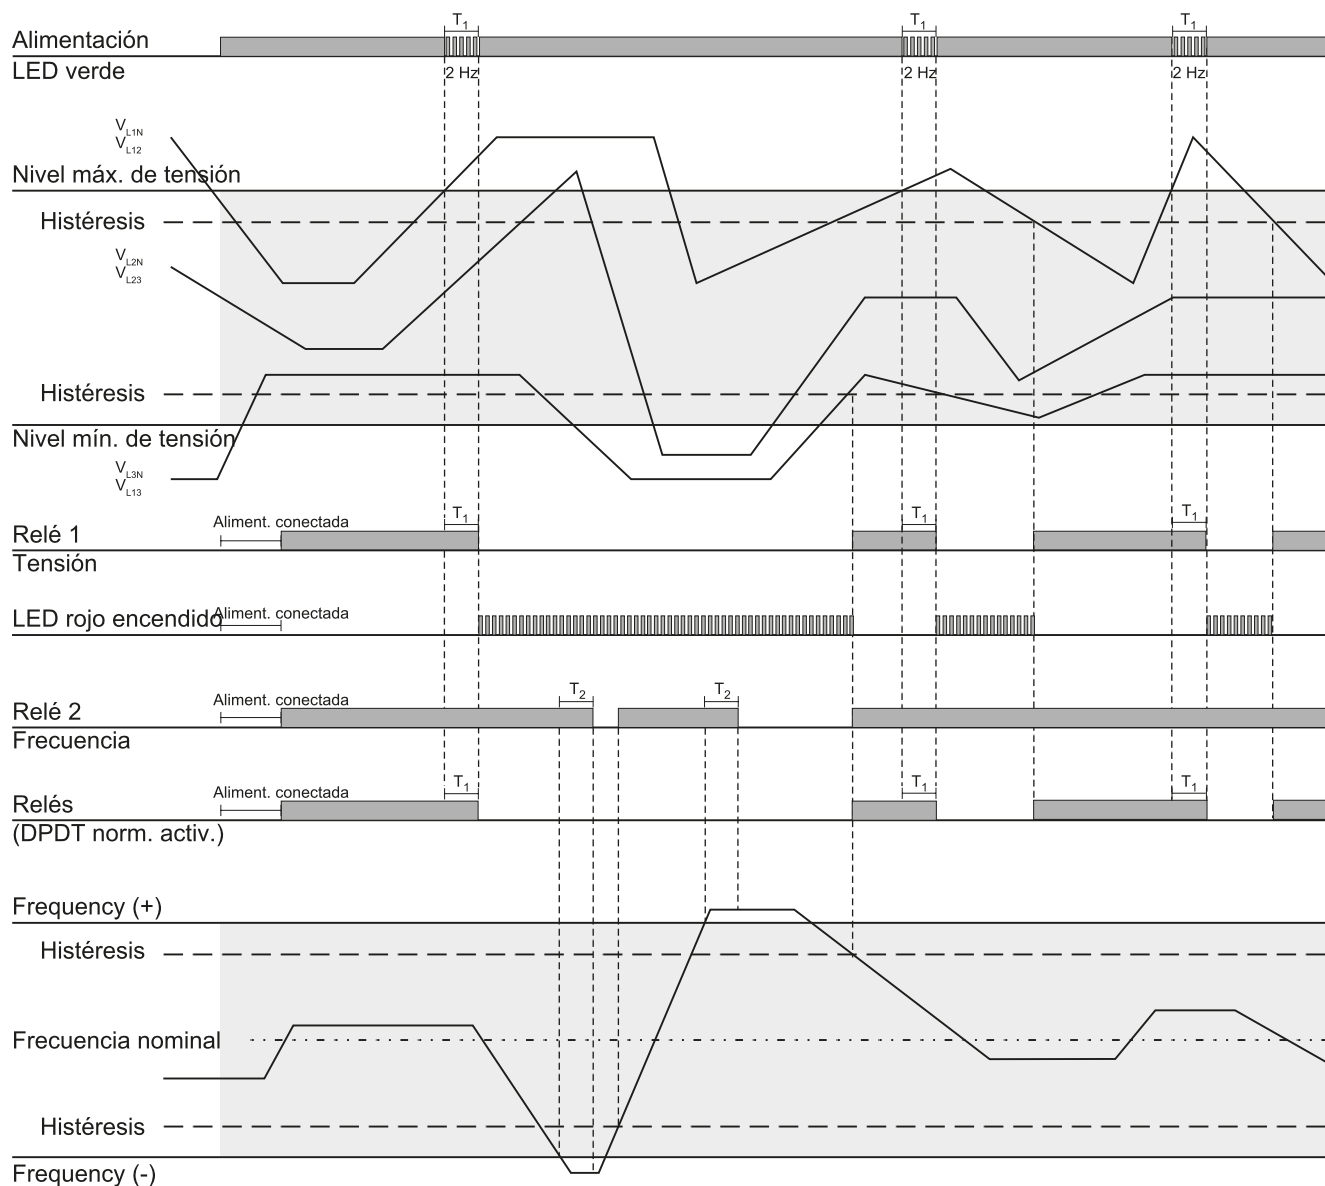 T1 T1 T1
Alimentación
LED verde
2 Hz 2 Hz 2 Hz
VL1N
VL12
Nivel máx. de tensión
Histéresis
VL2N
VL23
Histéresis
Nivel mín. de tensión
VL3N
VL13
Aliment. conectada T1 T1 T1
Relé 1
Tensión
LED rojo encendido Aliment. conectada
Aliment. conectada T2 T2
Relé 2
Frecuencia
Aliment. conectada T1 T1 T1
Relés
(DPDT norm. activ.)
Frequency (+)
Histéresis
Frecuencia nominal
Histéresis
Frequency (-)